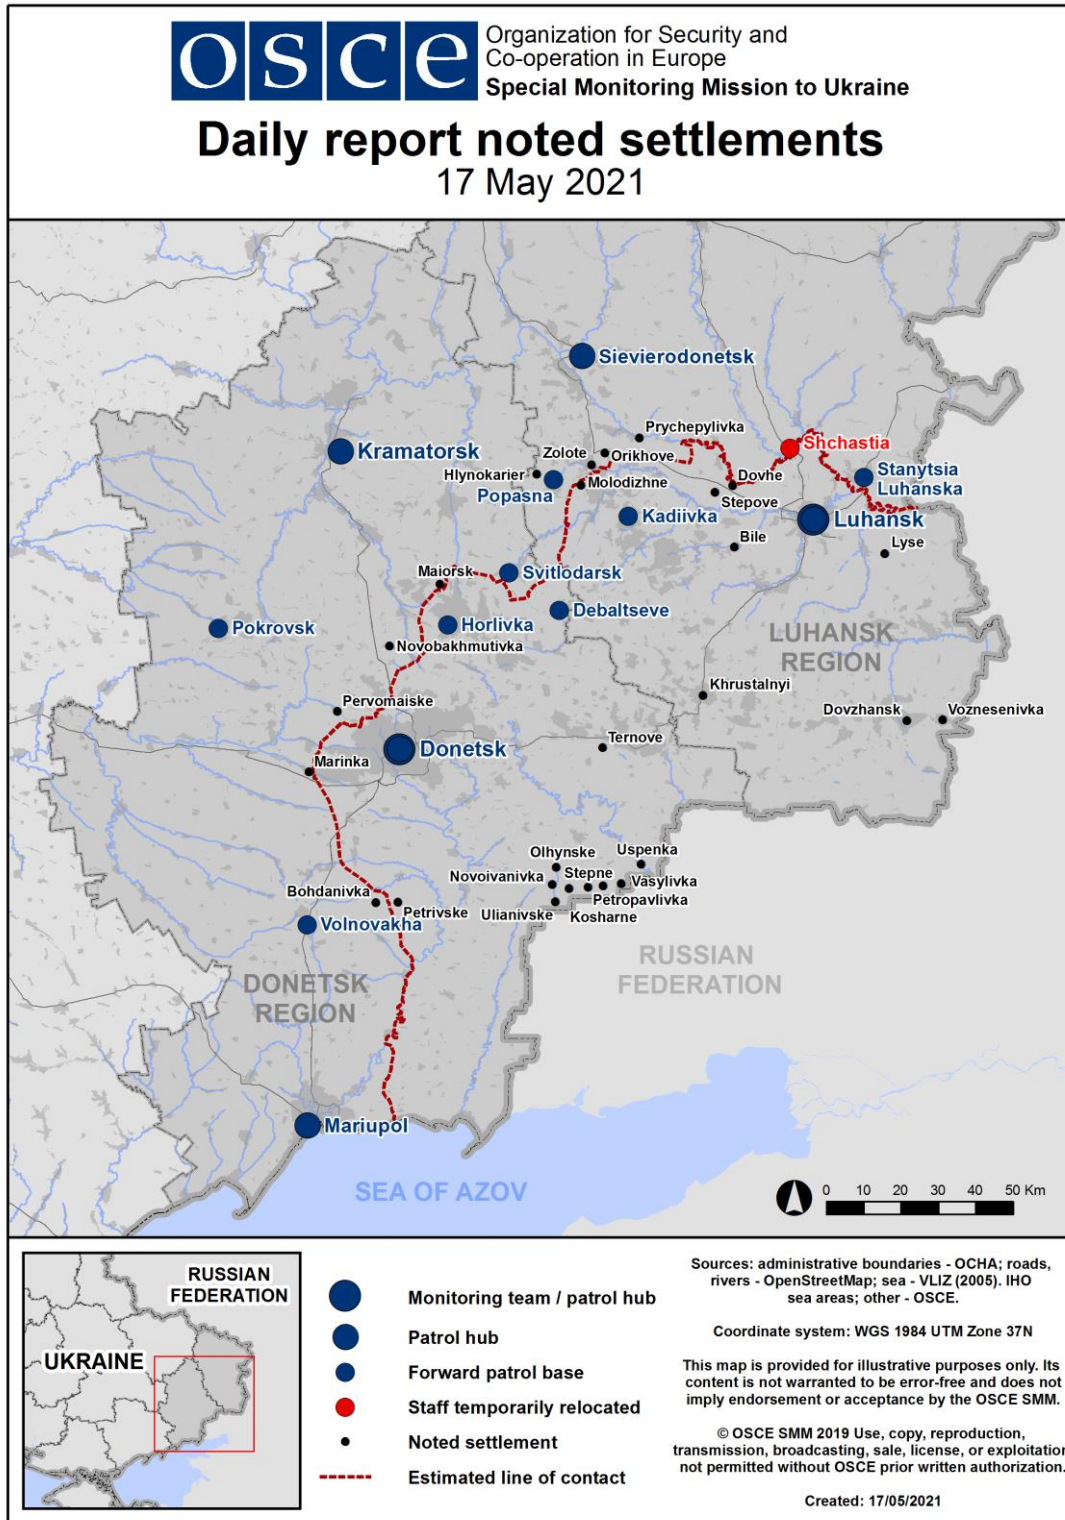 osce
Organization for Security and
Co-operation in Europe
Special Monitoring Mission to Ukraine
Daily report noted settlements
17 May 2021
Sievierodonetsk
Prychepylivka
Shchastia
Kramatorsk
Zolote
Orikhove
Hlynokarier
Popasna
Molodizhne
Dovhe
Stepove
Stanytsia
Luhanska
Kadiivka
Luhansk
Bile
Lyse
Maiorsk
Svitlodarsk
Debaltseve
Pokrovsk
Horlivka
LUHANSK
REGION
Novobakhmutivka
Khrustalnyi
Pervomaiske
Dovzhansk
Voznesenivka
Donetsk
Ternove
Marinka
Olhynske
Uspenka
Novoivanivka
Stepne
Vasylivka
Bohdanivka
Petrivske
Petropavlivka
Ulianivske
Kosharne
Volnovakha
RUSSIAN
FEDERATION
DONETSK
REGION
Mariupol
SEA OF AZOV
0 10 20 30 40 50 Km
RUSSIAN
FEDERATION
UKRAINE
Monitoring team / patrol hub
Patrol hub
Forward patrol base
Staff temporarily relocated
Noted settlement
Estimated line of contact
Sources: administrative boundaries - OCHA; roads,
rivers - OpenStreetMap; sea - VLIZ (2005). IHO
sea areas; other - OSCE.
Coordinate system: WGS 1984 UTM Zone 37N
This map is provided for illustrative purposes only. Its
content is not warranted to be error-free and does not
imply endorsement or acceptance by the OSCE SMM.
© OSCE SMM 2019 Use, copy, reproduction,
transmission, broadcasting, sale, license, or exploitation
not permitted without OSCE prior written authorization.
Created: 17/05/2021